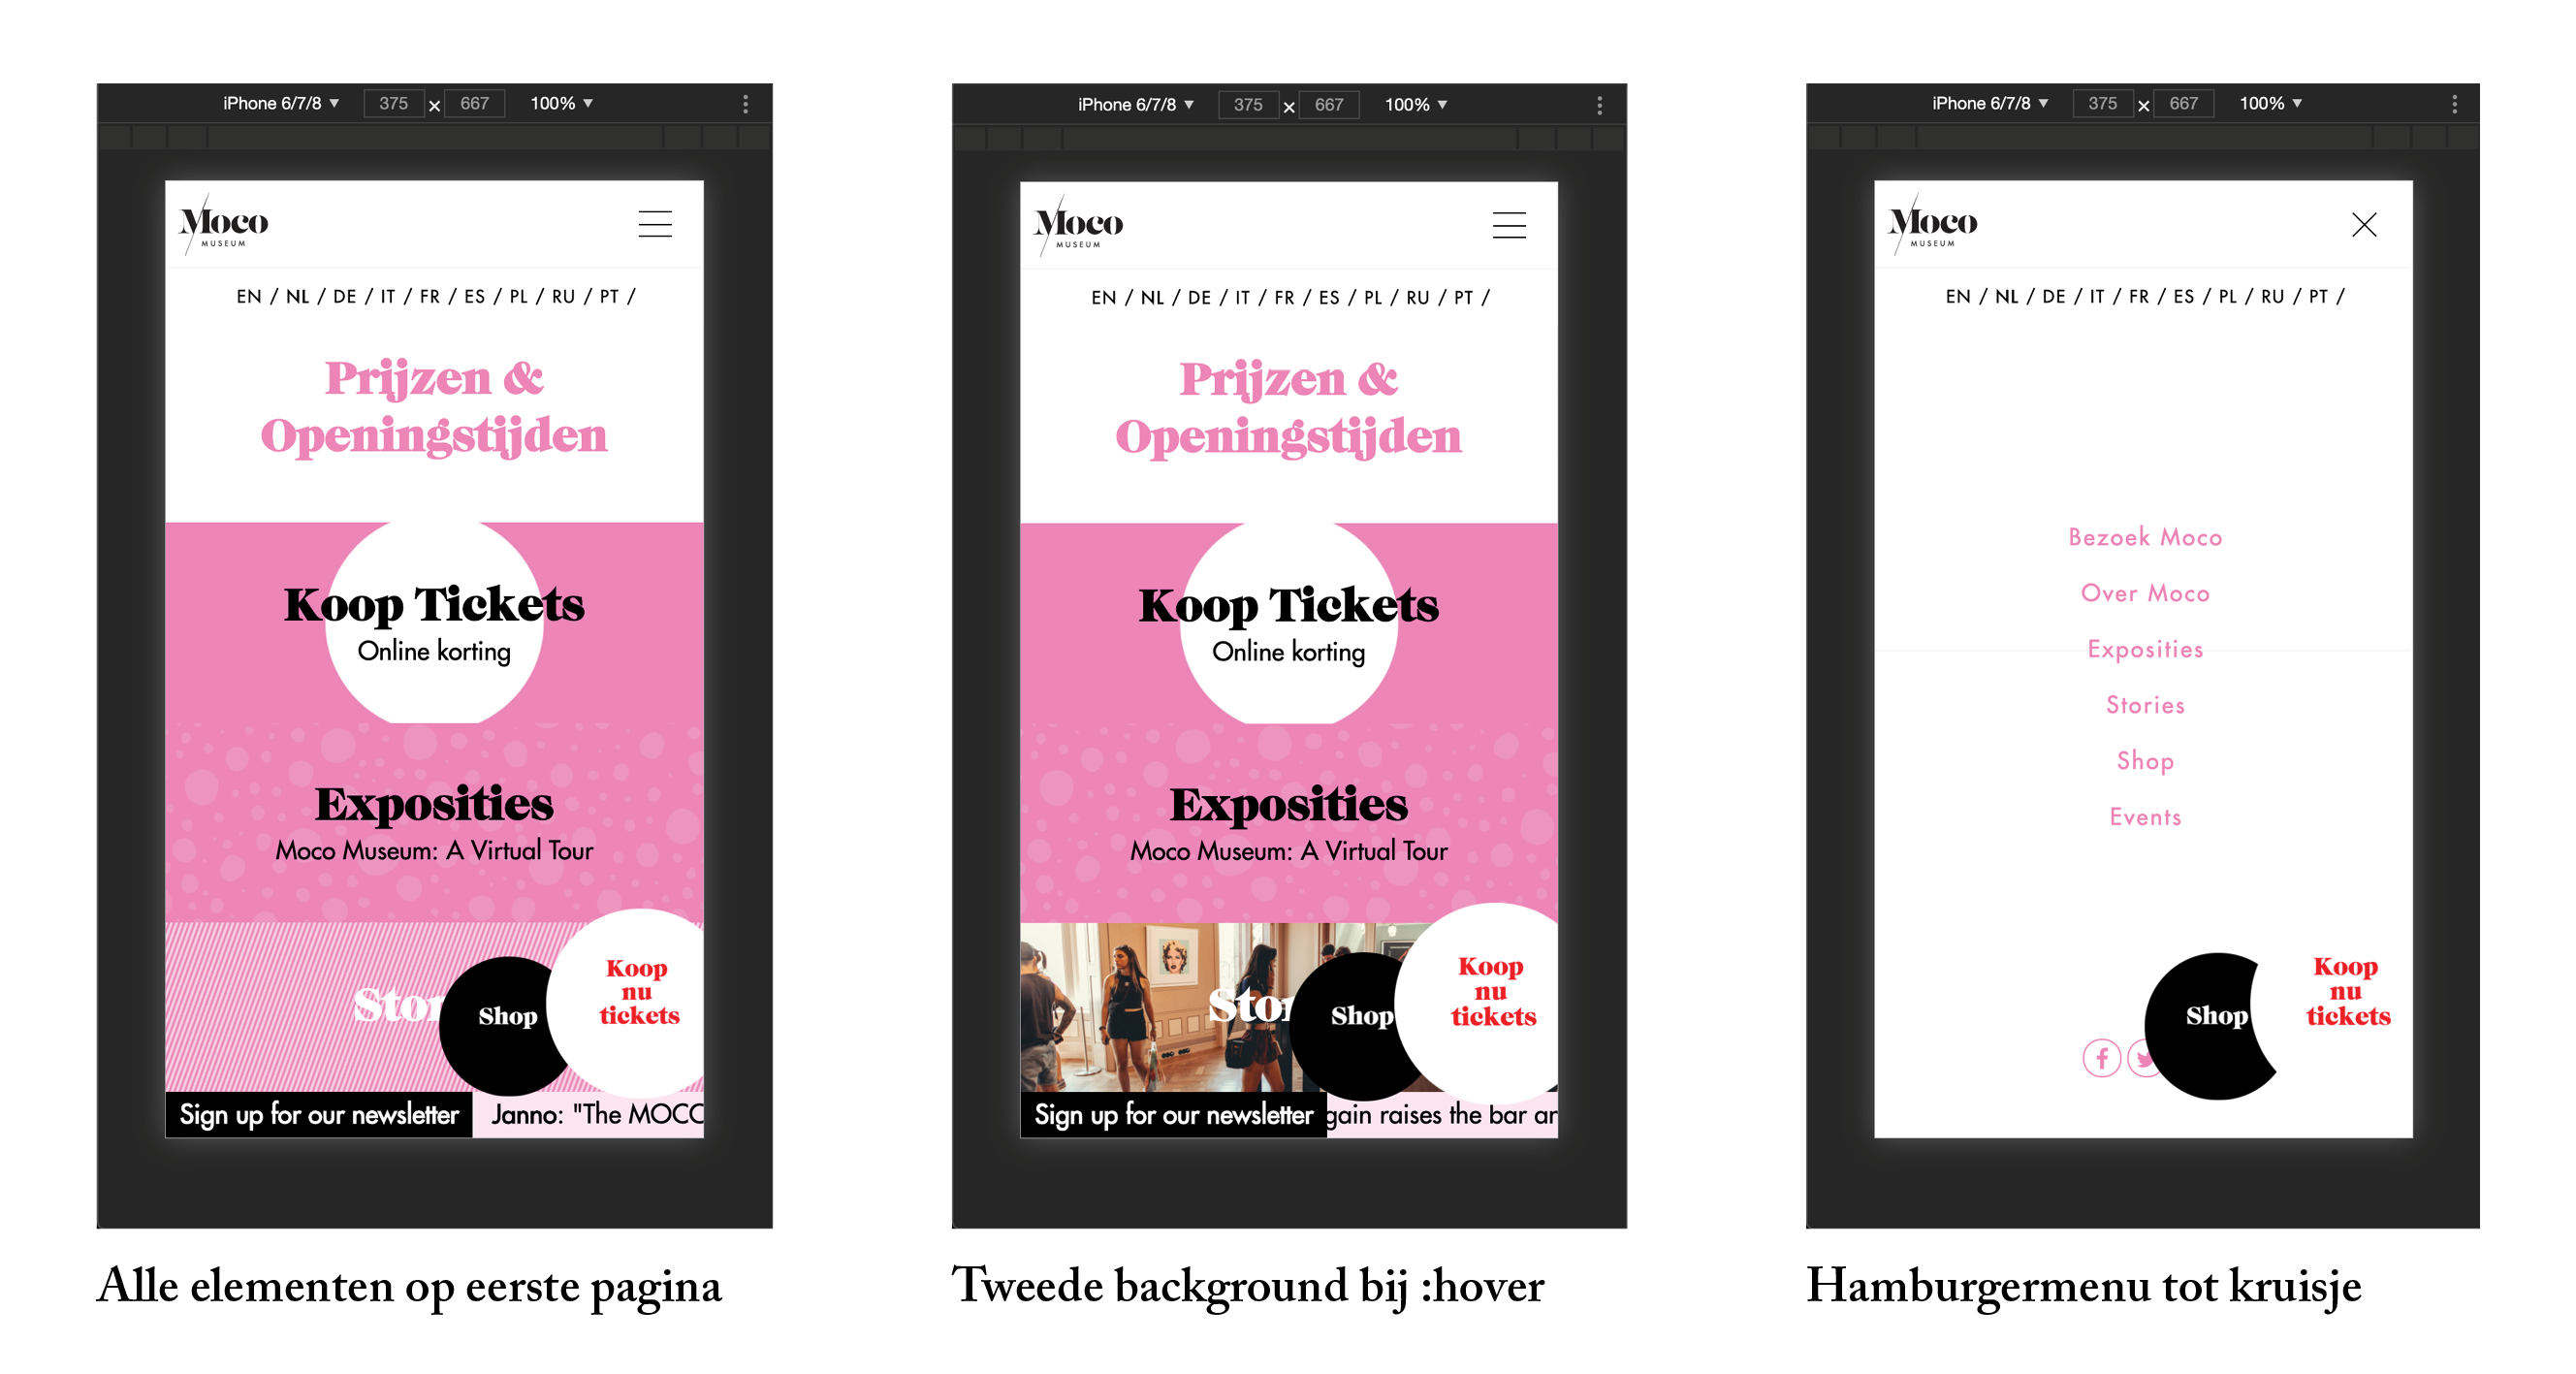 iPhone 6/7/8 ▼ 375 × 667 100% ▼
Moco
MUSEUM
EN / NL / DE / IT / FR / ES / PL / RU / PT /
Prijzen &
Openingstijden
Koop Tickets
Online korting
Exposities
Moco Museum: A Virtual Tour
Stor
Shop
Koop
nu
tickets
Sign up for our newsletter
Janno: "The MOCC
Alle elementen op eerste pagina
iPhone 6/7/8 ▼ 375 × 667 100% ▼
Moco
MUSEUM
EN / NL / DE / IT / FR / ES / PL / RU / PT /
Prijzen &
Openingstijden
Koop Tickets
Online korting
Exposities
Moco Museum: A Virtual Tour
Stor
Shop
Koop
nu
tickets
Sign up for our newsletter
gain raises the bar an
Tweede background bij :hover
iPhone 6/7/8 ▼ 375 × 667 100% ▼
Moco
MUSEUM
EN / NL / DE / IT / FR / ES / PL / RU / PT /
Bezoek Moco
Over Moco
Exposities
Stories
Shop
Events
Shop
Koop
nu
tickets
Hamburgermenu tot kruisje